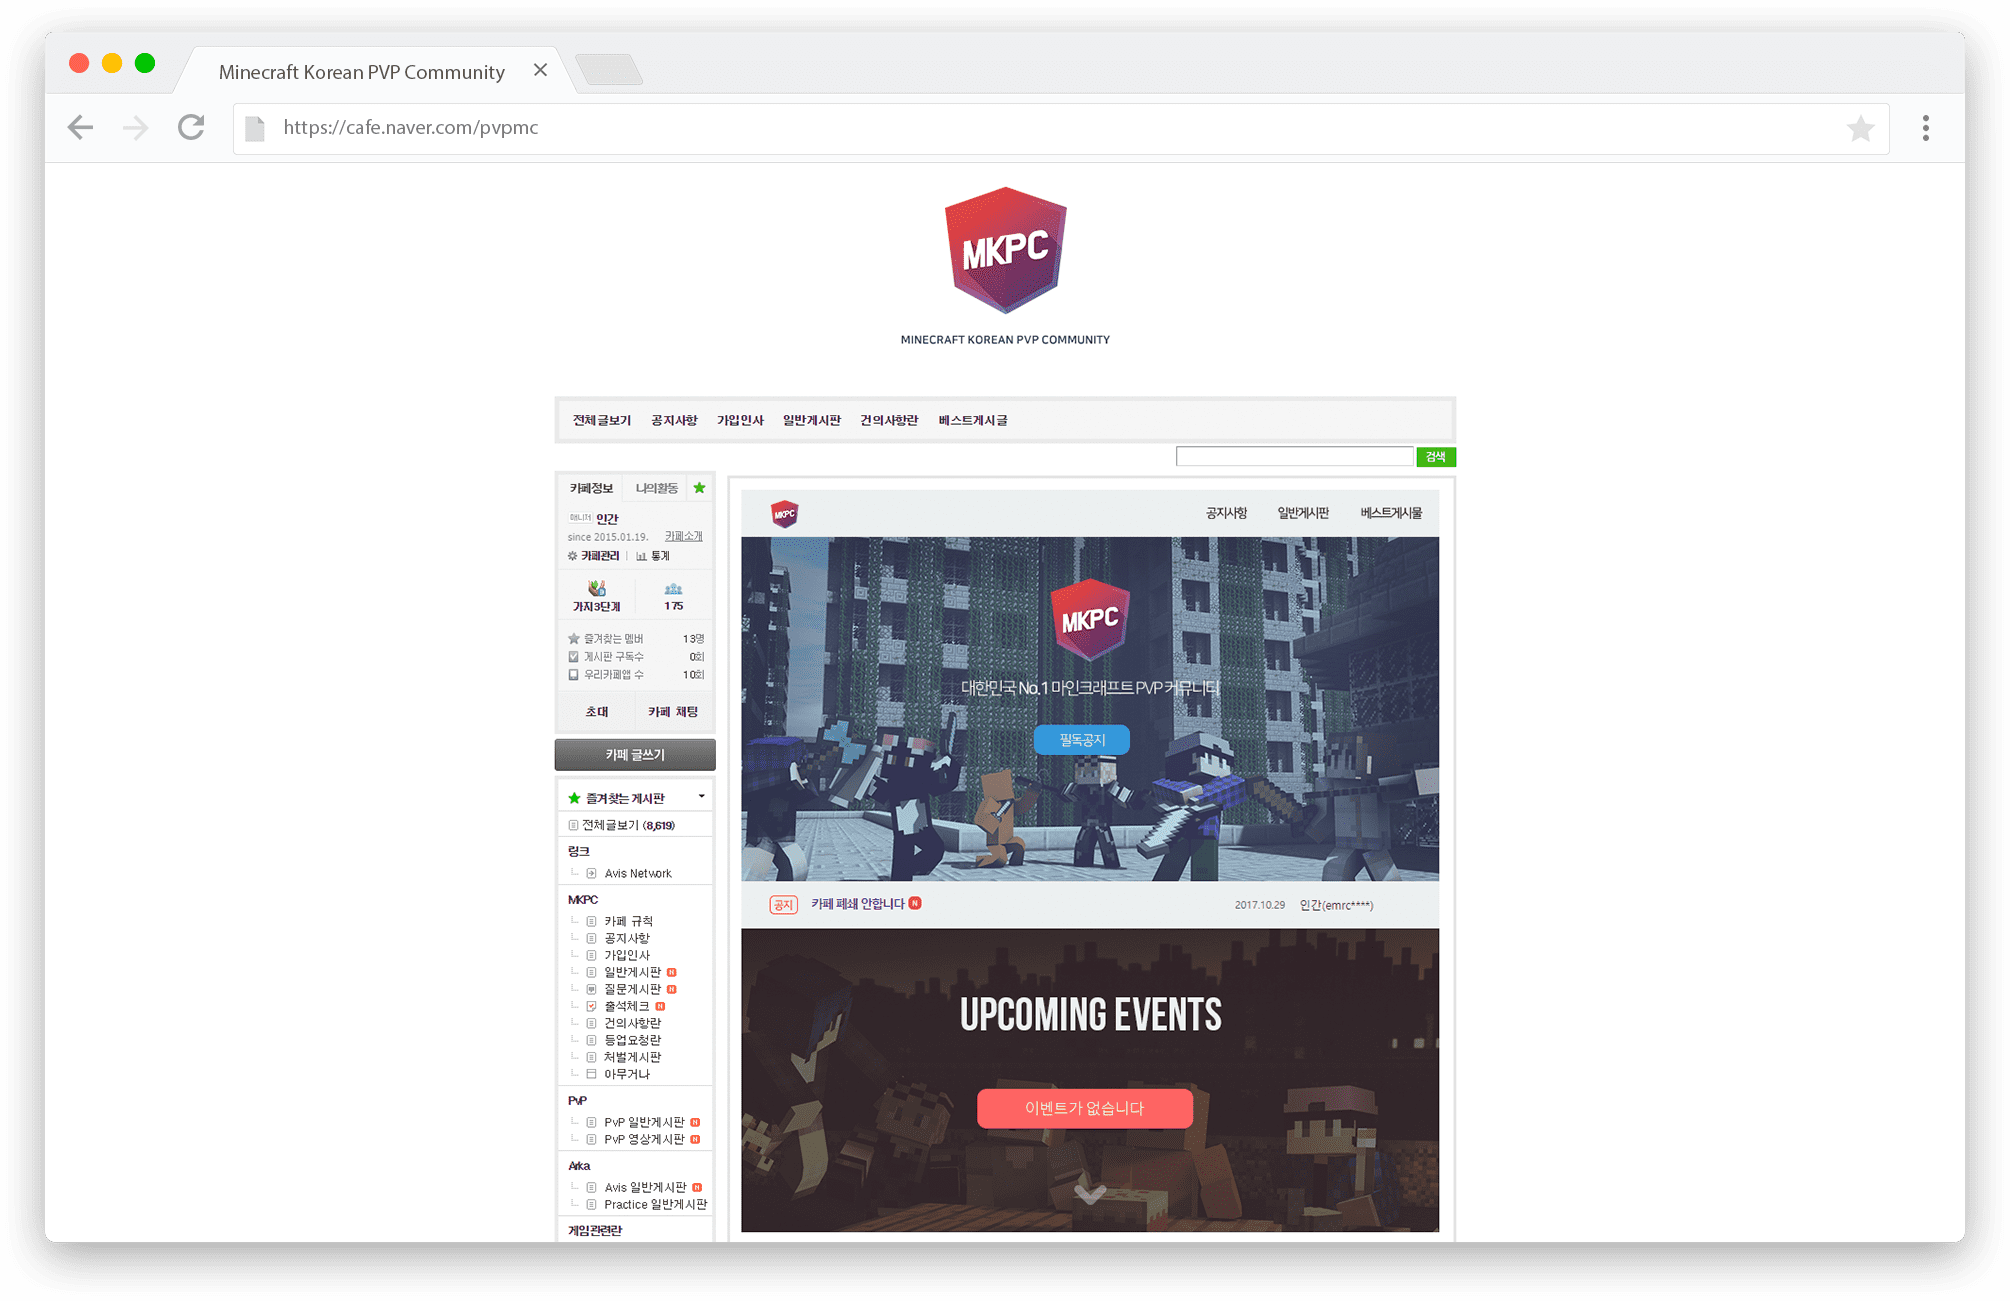 Minecraft Korean PVP Community
https://cafe.naver.com/pvpmc
MKPC
MINECRAFT KOREAN PVP COMMUNITY
전체글보기 공지사항 가입인사 일반게시판 건의사항란 베스트게시글
검색
카페정보 나의활동
매니저 인간
since 2015.01.19. 카페소개
카페관리 통계
가지3단계 175
즐겨찾는 멤버 13명
게시판 구독수 0회
우리카페앱 수 10회
초대 카페 채팅
카페 글쓰기
즐겨찾는 게시판
전체글보기 (8,619)
링크
Avis Network
MKPC
카페 규칙
공지사항
가입인사
일반게시판 N
질문게시판 N
출석체크 N
건의사항란
등업요청란
처벌게시판
아무거나
PvP
PvP 일반게시판 N
PvP 영상게시판 N
Arka
Avis 일반게시판 N
Practice 일반게시판
게임관련란
MKPC 공지사항 일반게시판 베스트게시물
MKPC
대한민국 No.1 마인크래프트 PVP 커뮤니티
필독공지
공지 카페 폐쇄 안합니다 N 2017.10.29 인간(emrc****)
UPCOMING EVENTS
이벤트가 없습니다